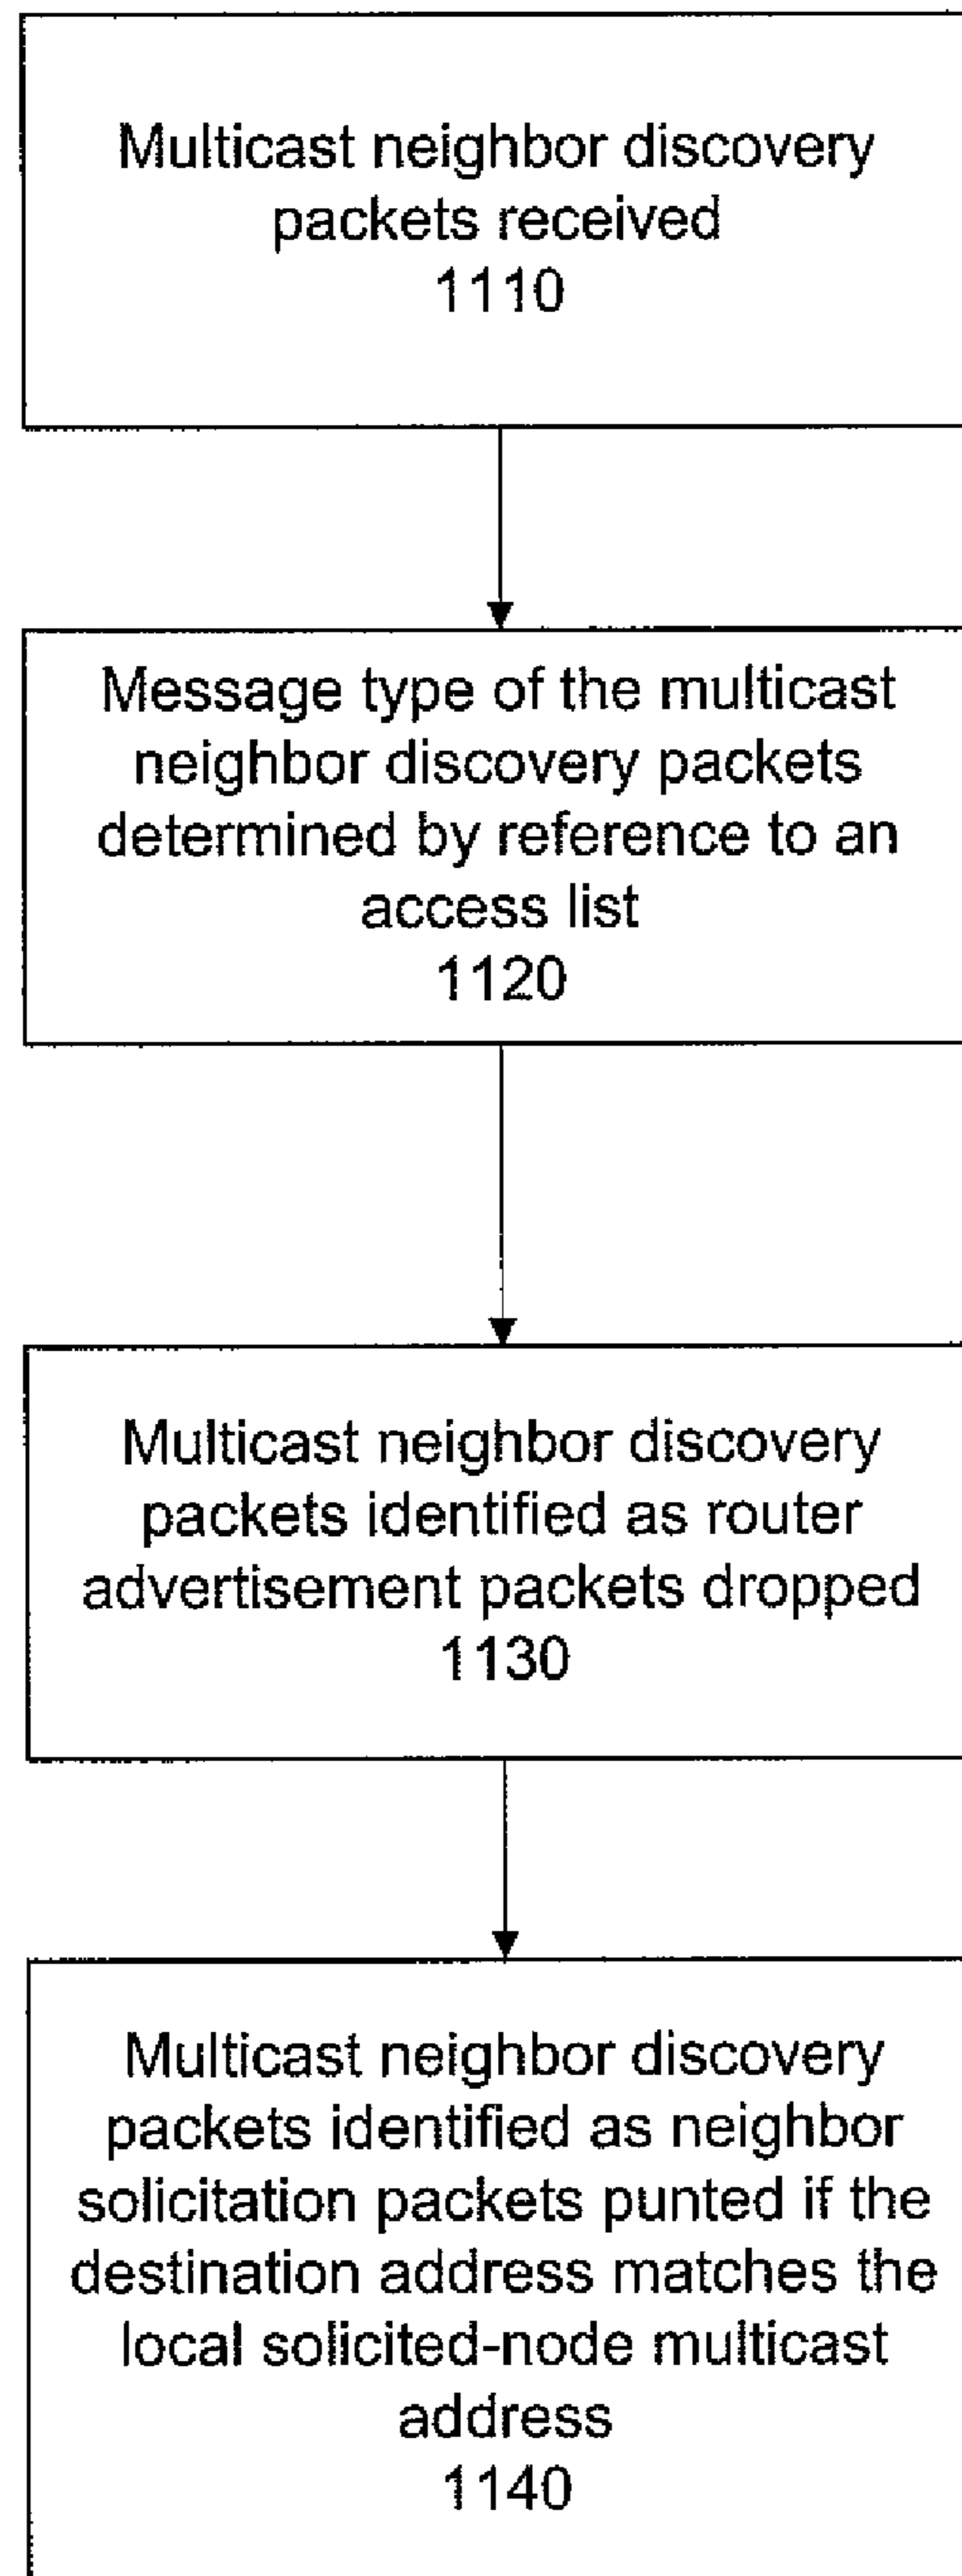 Multicast neighbor discovery
packets received
1110
Message type of the multicast
neighbor discovery packets
determined by reference to an
access list
1120
Multicast neighbor discovery
packets identified as router
advertisement packets dropped
1130
Multicast neighbor discovery
packets identified as neighbor
solicitation packets punted if the
destination address matches the
local solicited-node multicast
address
1140